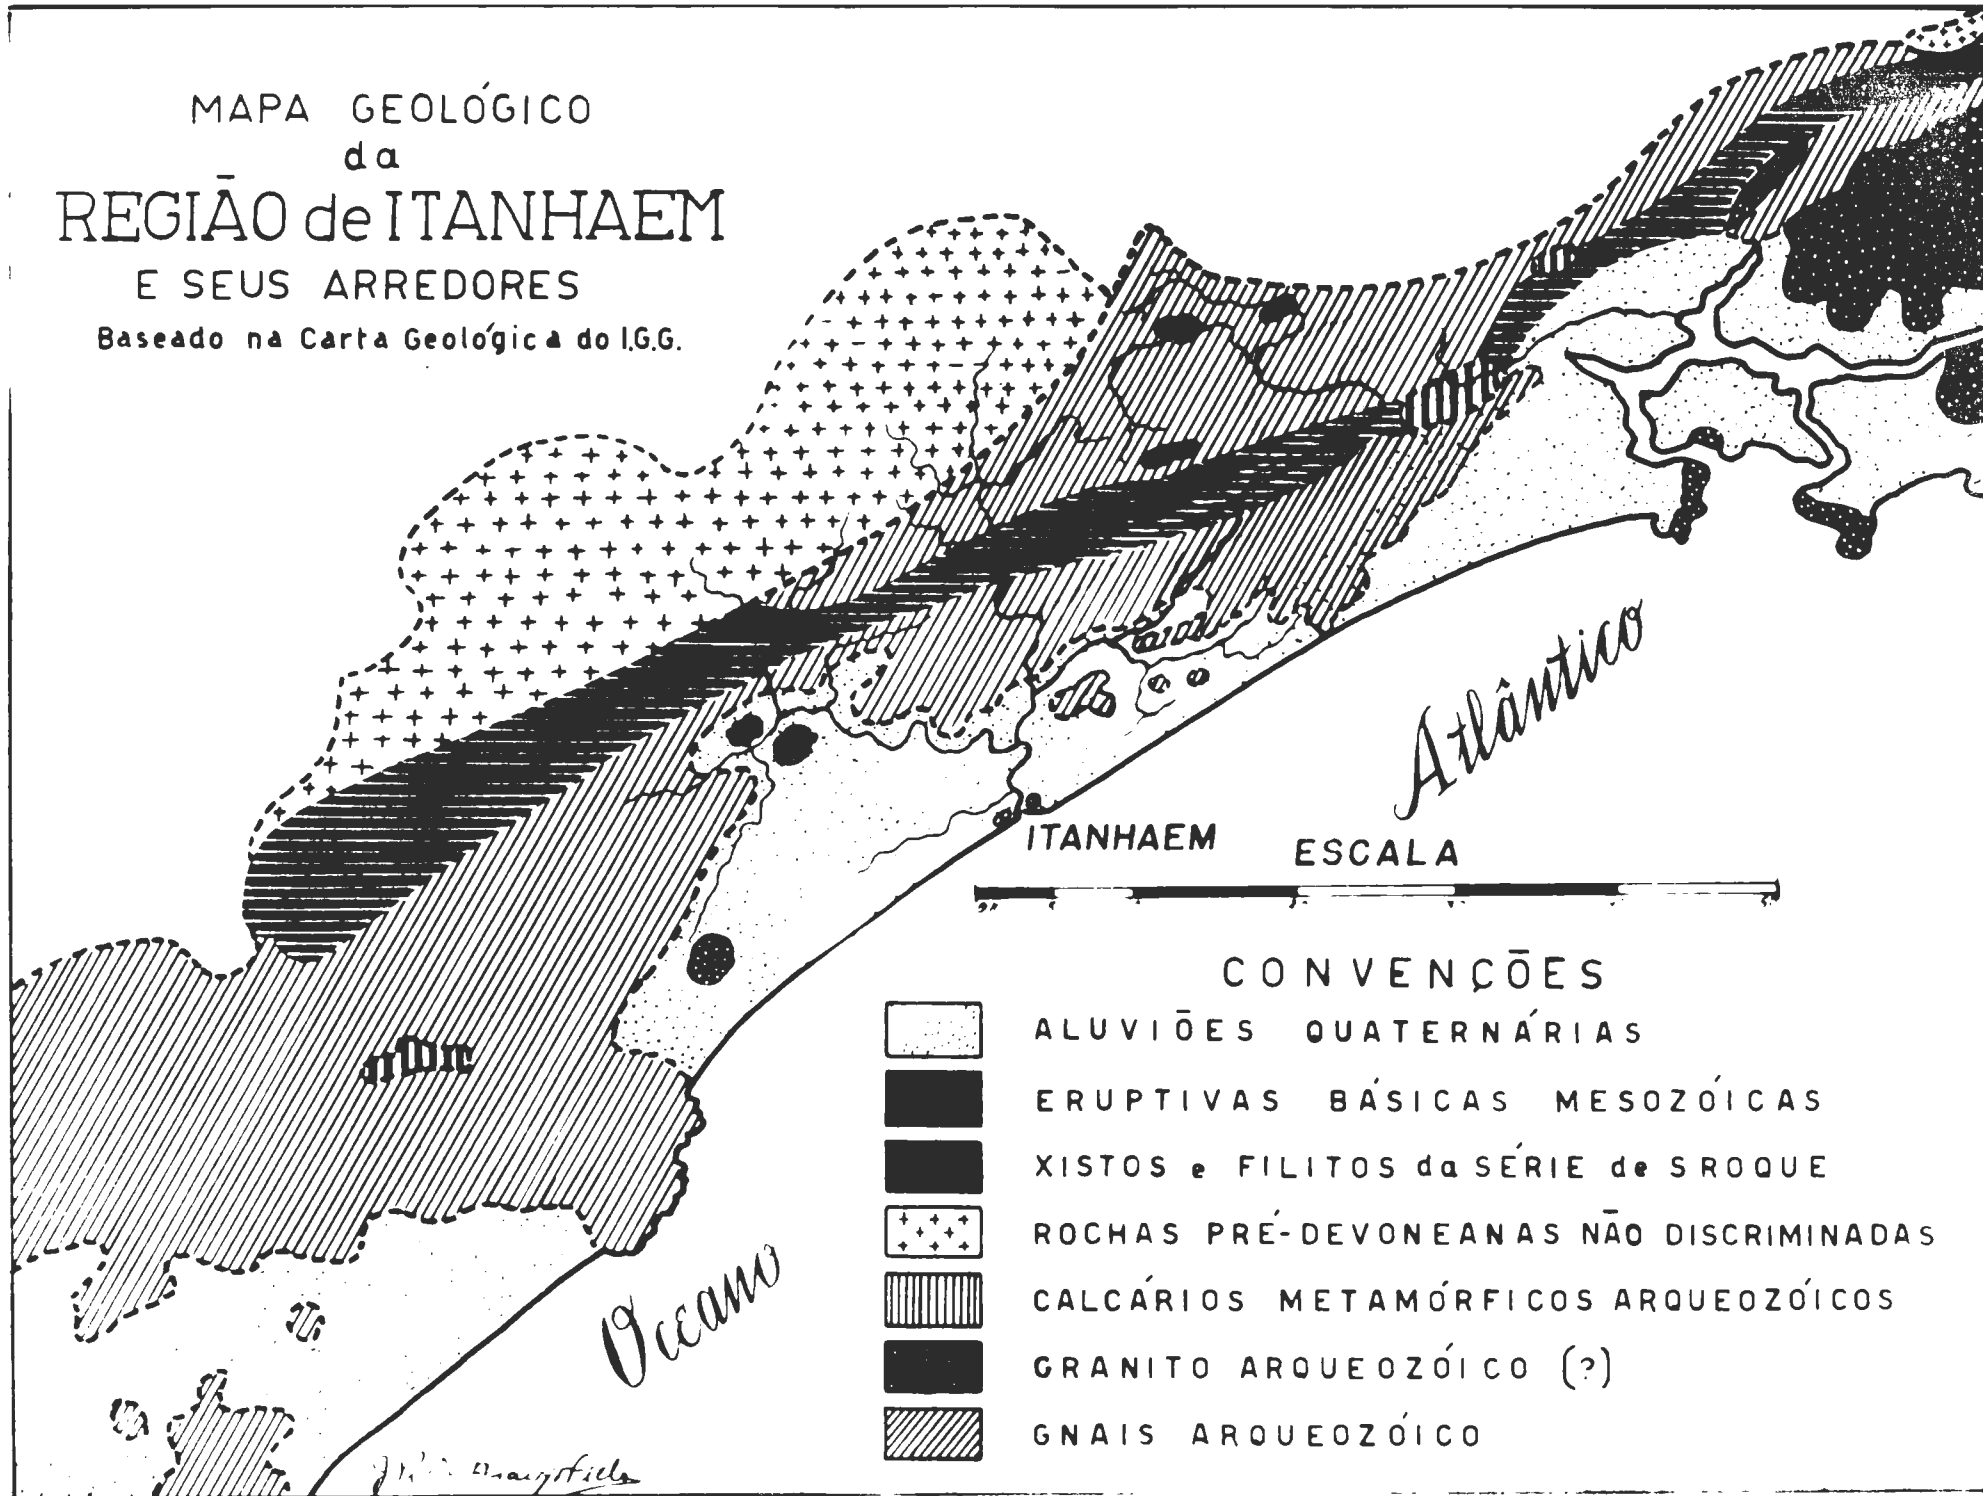 MAPA GEOLÓGICO
da
REGIÃO de ITANHAEM
E SEUS ARREDORES
Baseado na Carta Geológica do I.G.G.
Atlântico
ITANHAEM
ESCALA
CONVENÇÕES
ALUVIÕES QUATERNÁRIAS
ERUPTIVAS BÁSICAS MESOZÓICAS
XISTOS e FILITOS da SÉRIE de SROQUE
ROCHAS PRÉ-DEVONEANAS NÃO DISCRIMINADAS
CALCÁRIOS METAMÓRFICOS ARQUEOZÓICOS
GRANITO ARQUEOZÓICO (?)
GNAIS ARQUEOZÓICO
Oceano